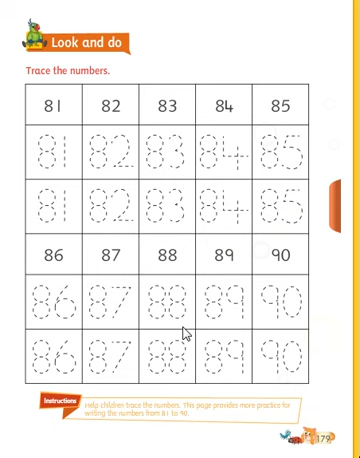 Look and do
Trace the numbers.
81 82 83 84 85
81 82 83 84 85
81 82 83 84 85
86 87 88 89 90
86 87 88 89 90
86 87 88 89 90
Instructions
Help children trace the numbers. This page provides more practice for
writing the numbers from 81 to 90.
179